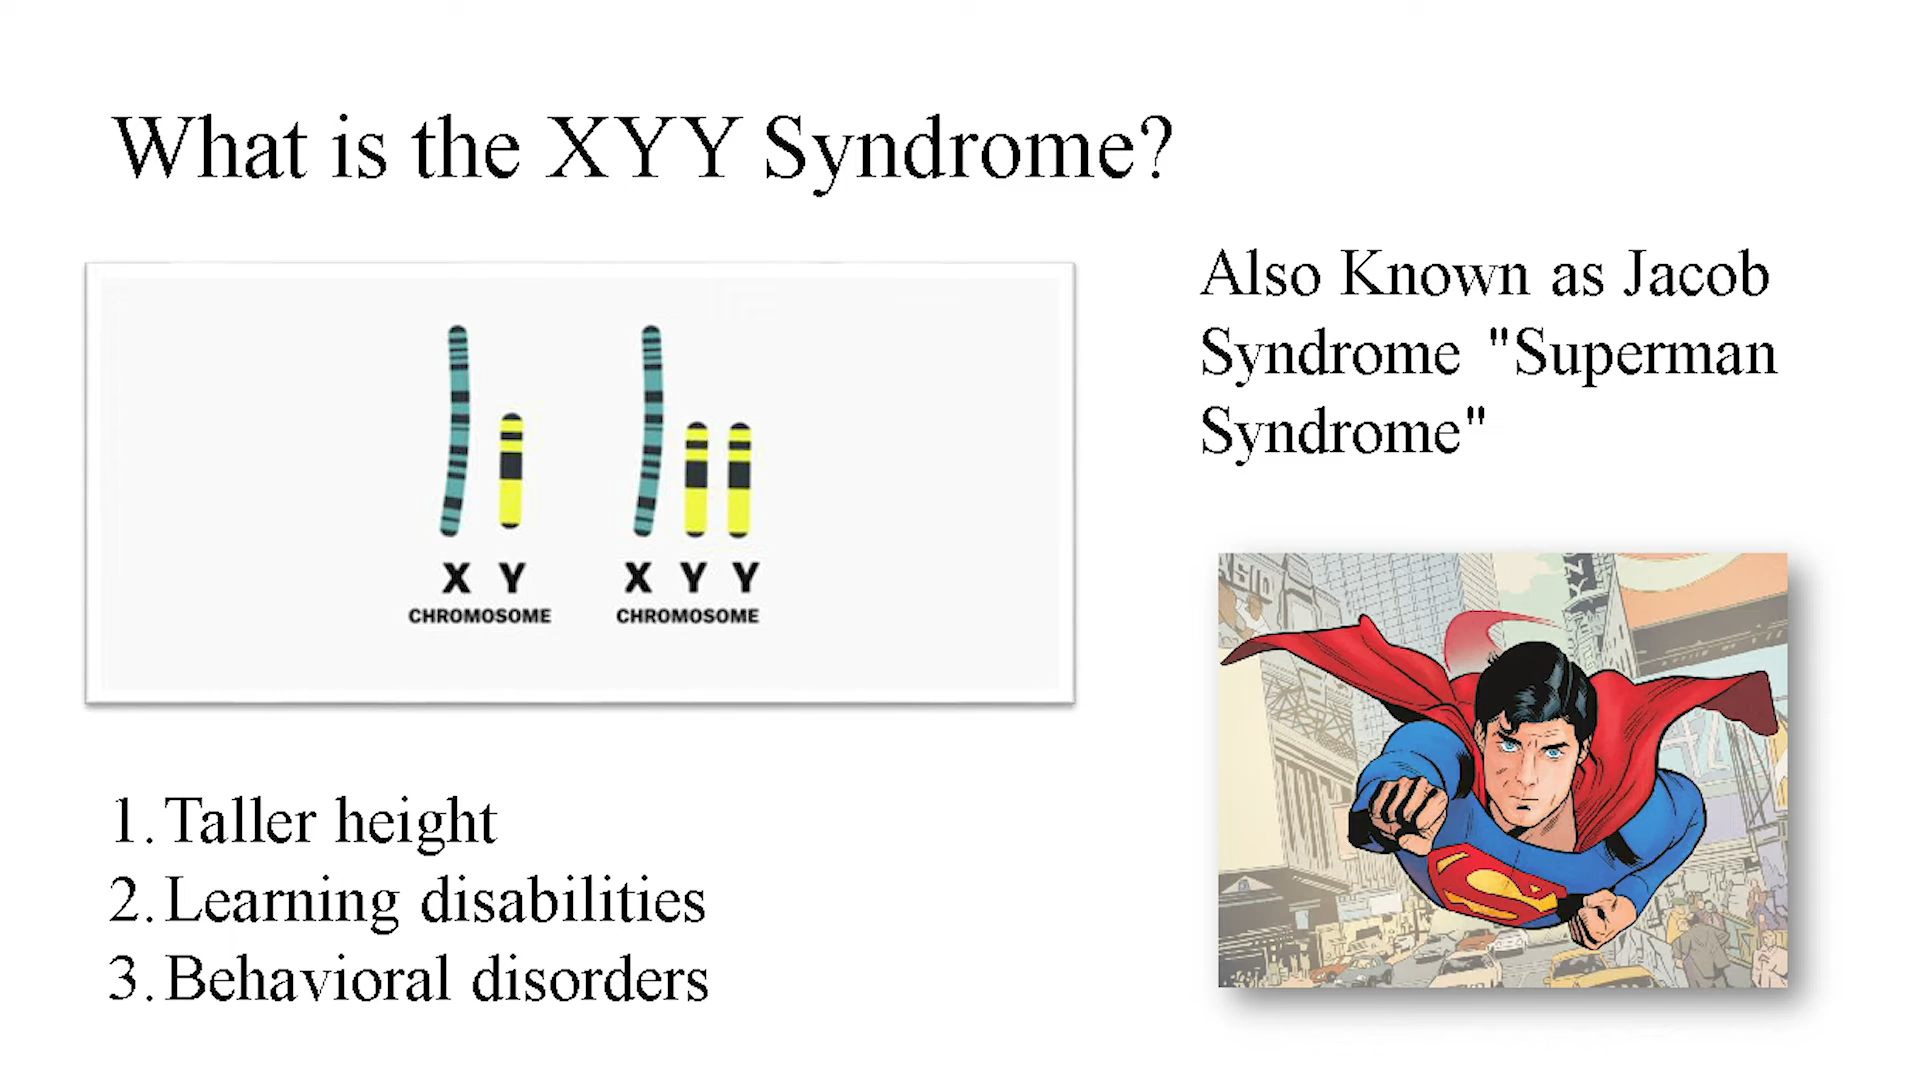 What is the XYY Syndrome?
Also Known as Jacob
Syndrome "Superman
Syndrome"
X Y
CHROMOSOME
X Y Y
CHROMOSOME
1. Taller height
2. Learning disabilities
3. Behavioral disorders